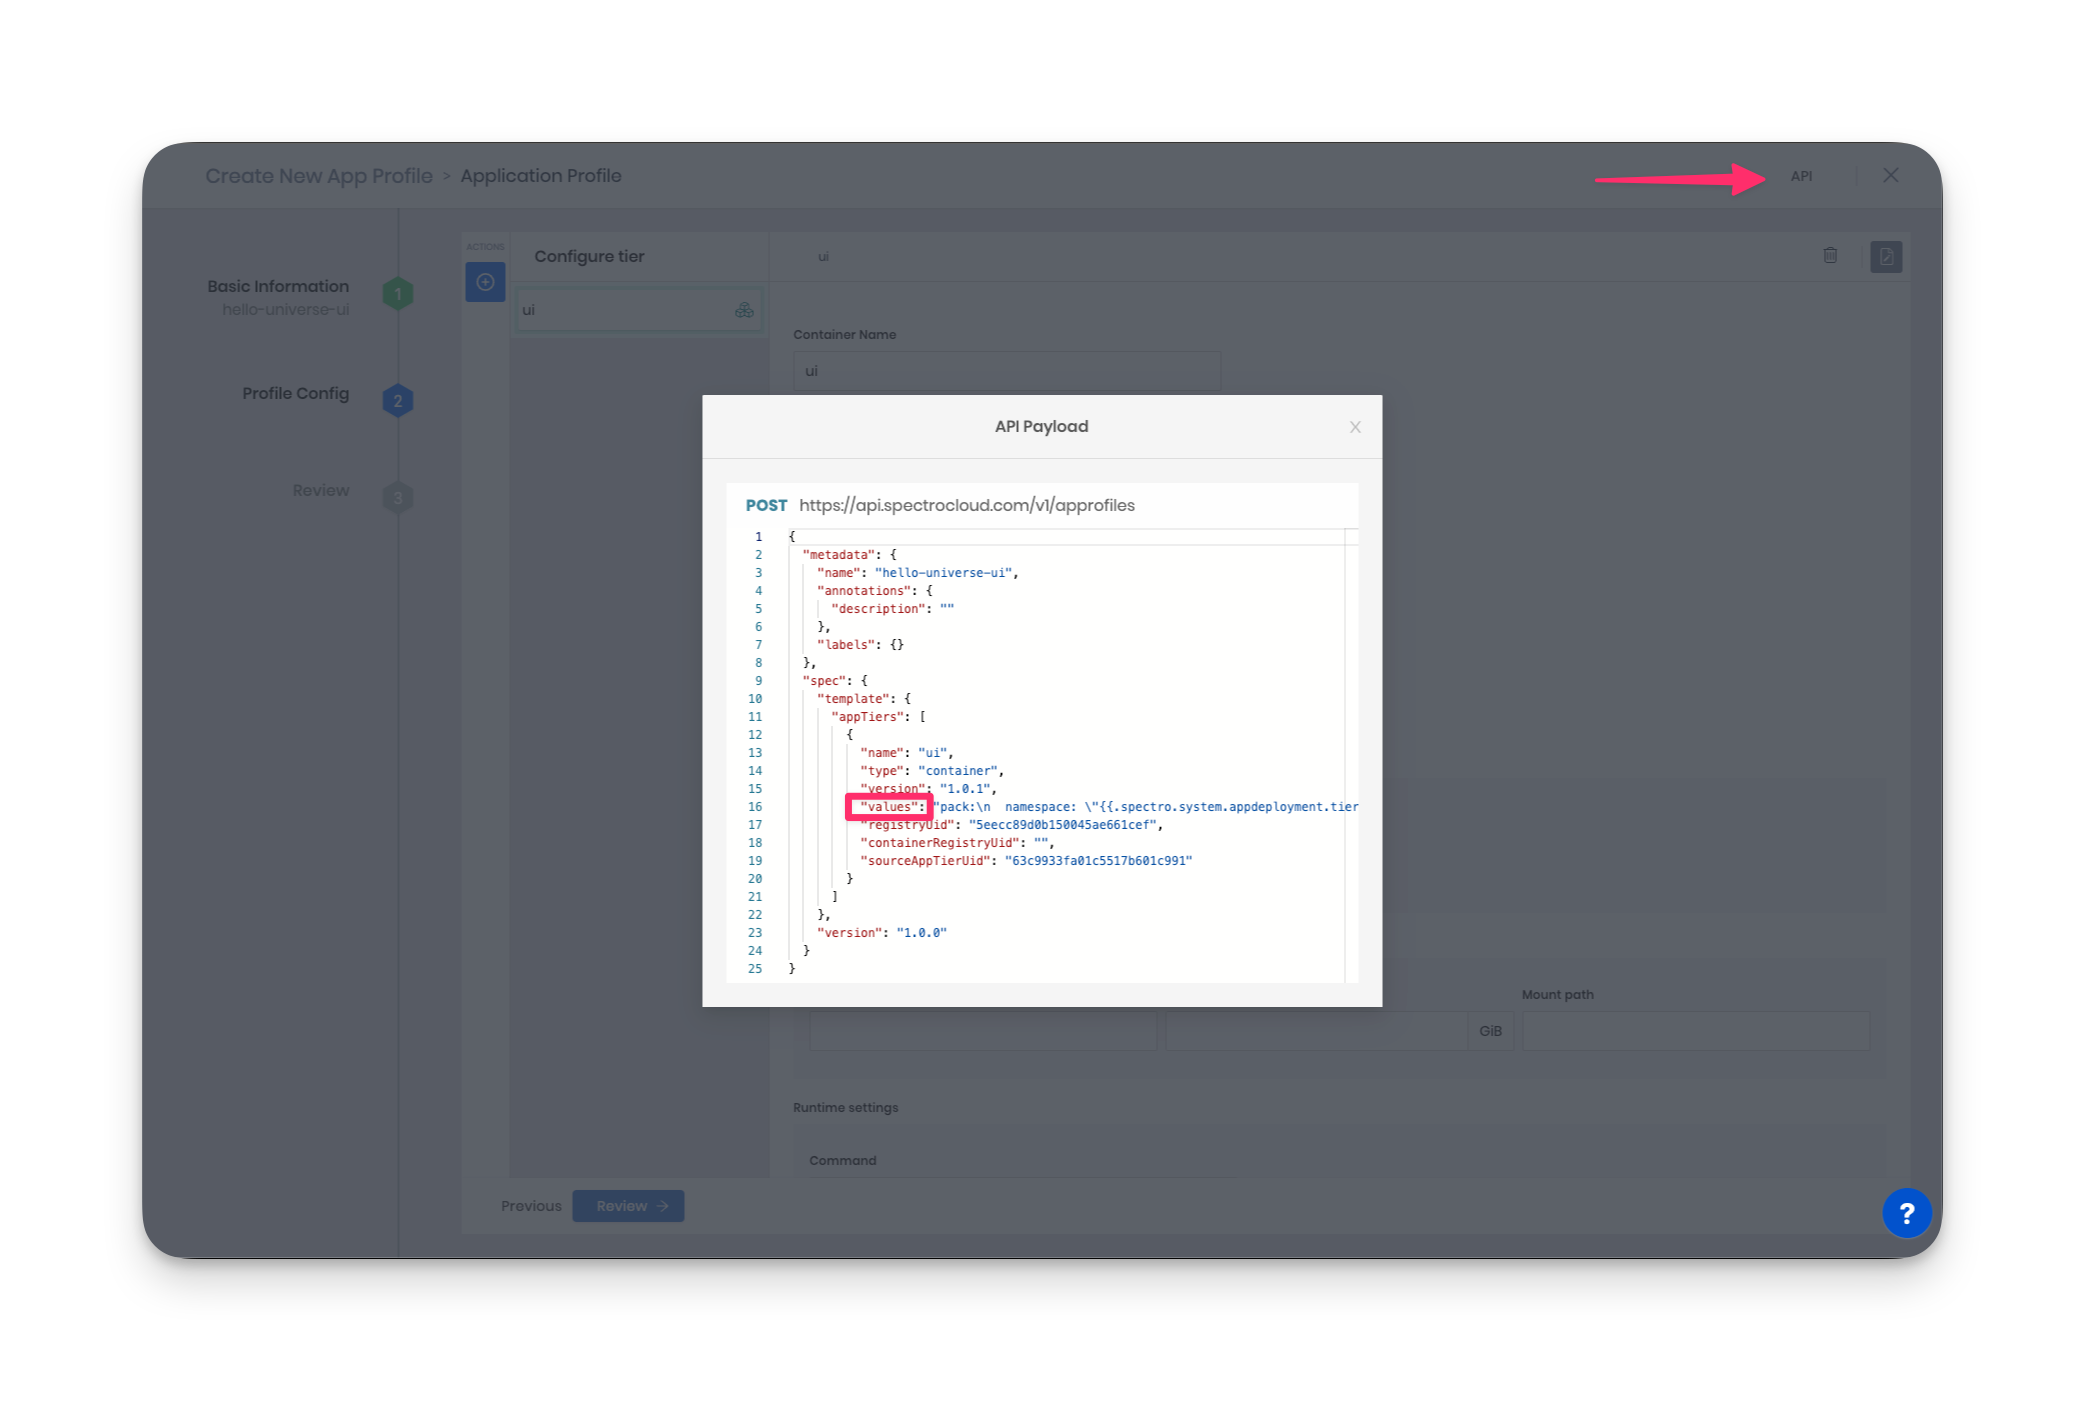 Create New App Profile > Application Profile
API
ACTIONS
Configure tier
ui
Basic Information
hello-universe-ui
1
ui
Container Name
ui
Profile Config
2
Review
3
API Payload
X
POST https://api.spectrocloud.com/v1/approfiles
1 {
2 "metadata": {
3 "name": "hello-universe-ui",
4 "annotations": {
5 "description": ""
6 },
7 "labels": {}
8 },
9 "spec": {
10 "template": {
11 "appTiers": [
12 {
13 "name": "ui",
14 "type": "container",
15 "version": "1.0.1",
16 "values": "pack:\n  namespace: \"{{.spectro.system.appdeployment.tier
17 "registryUid": "5eecc89d0b150045ae661cef",
18 "containerRegistryUid": "",
19 "sourceAppTierUid": "63c9933fa01c5517b601c991"
20 }
21 ]
22 },
23 "version": "1.0.0"
24 }
25 }
Mount path
GiB
Runtime settings
Command
Previous
Review →
?